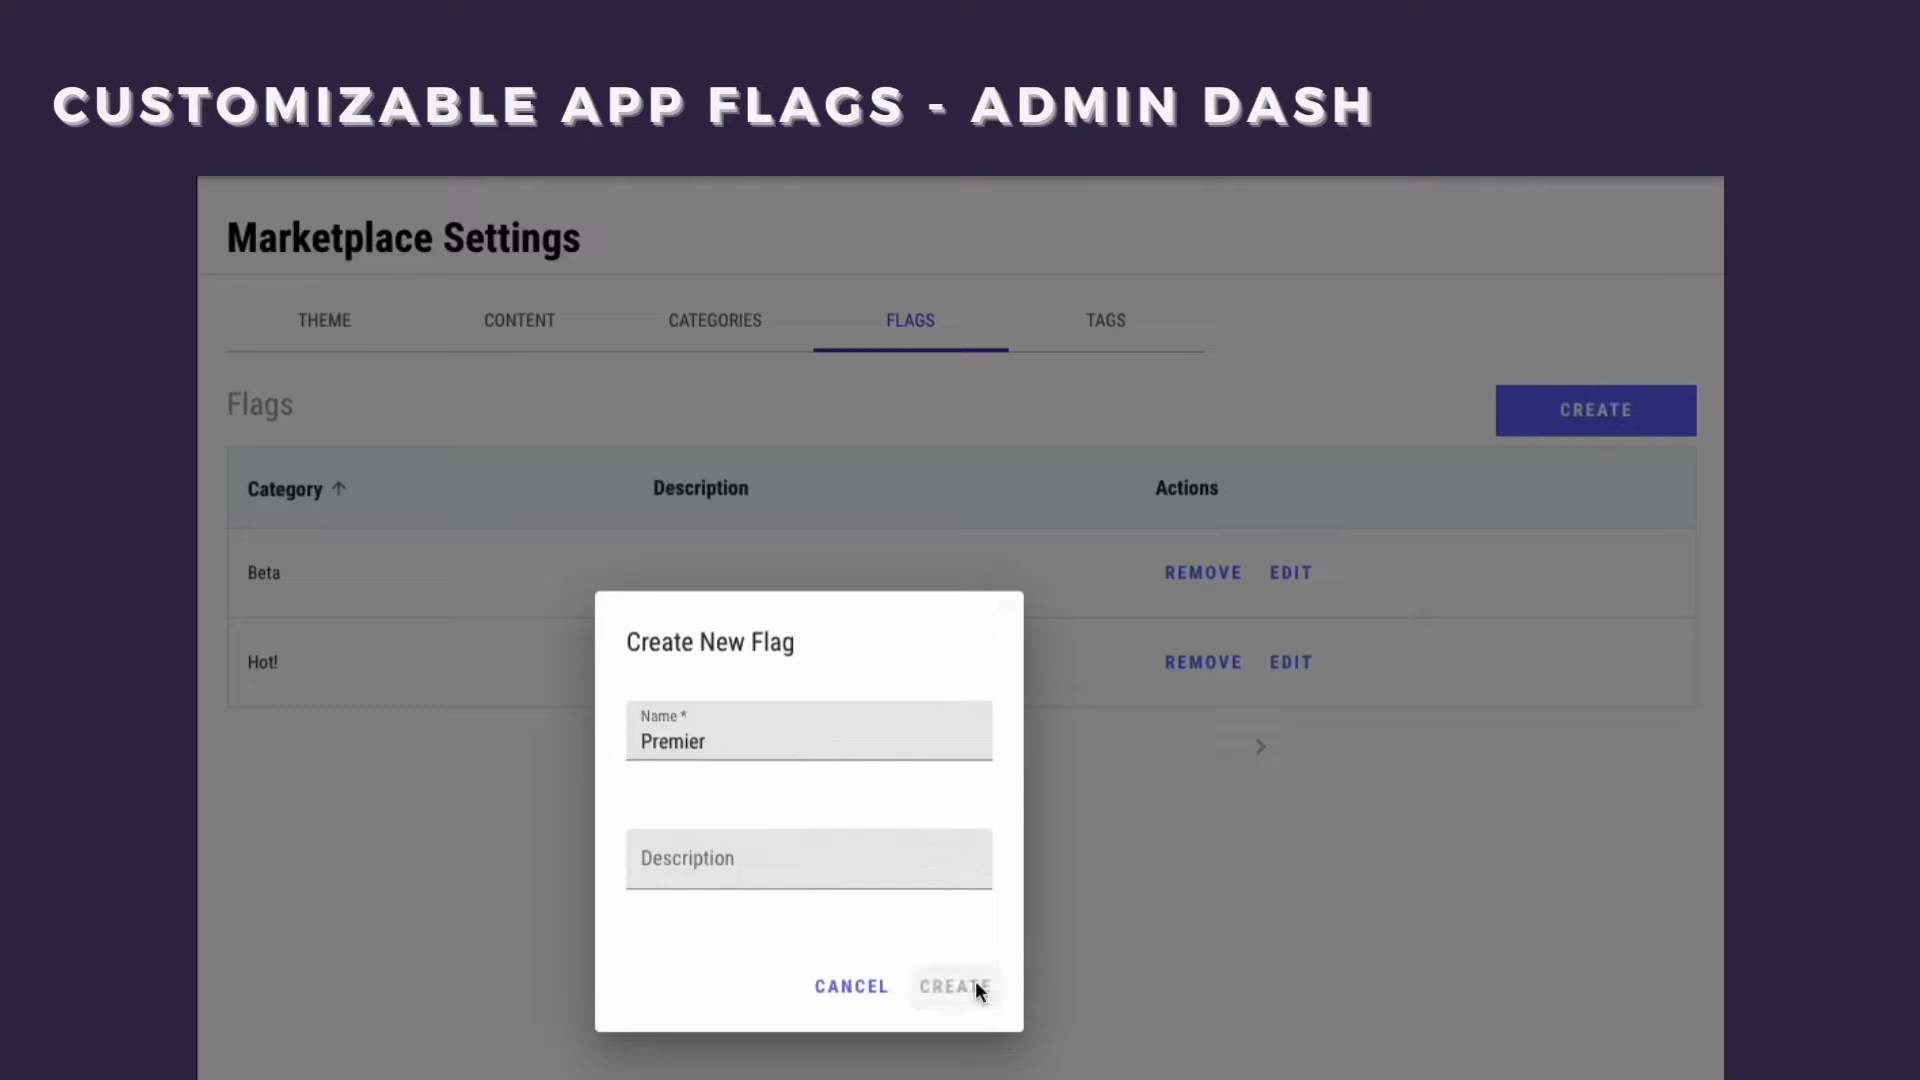 CUSTOMIZABLE APP FLAGS - ADMIN DASH
Marketplace Settings
THEME CONTENT CATEGORIES FLAGS TAGS
Flags
CREATE
Category Description Actions
Beta REMOVE EDIT
Hot! REMOVE EDIT
Create New Flag
Name *
Premier
Description
CANCEL CREATE